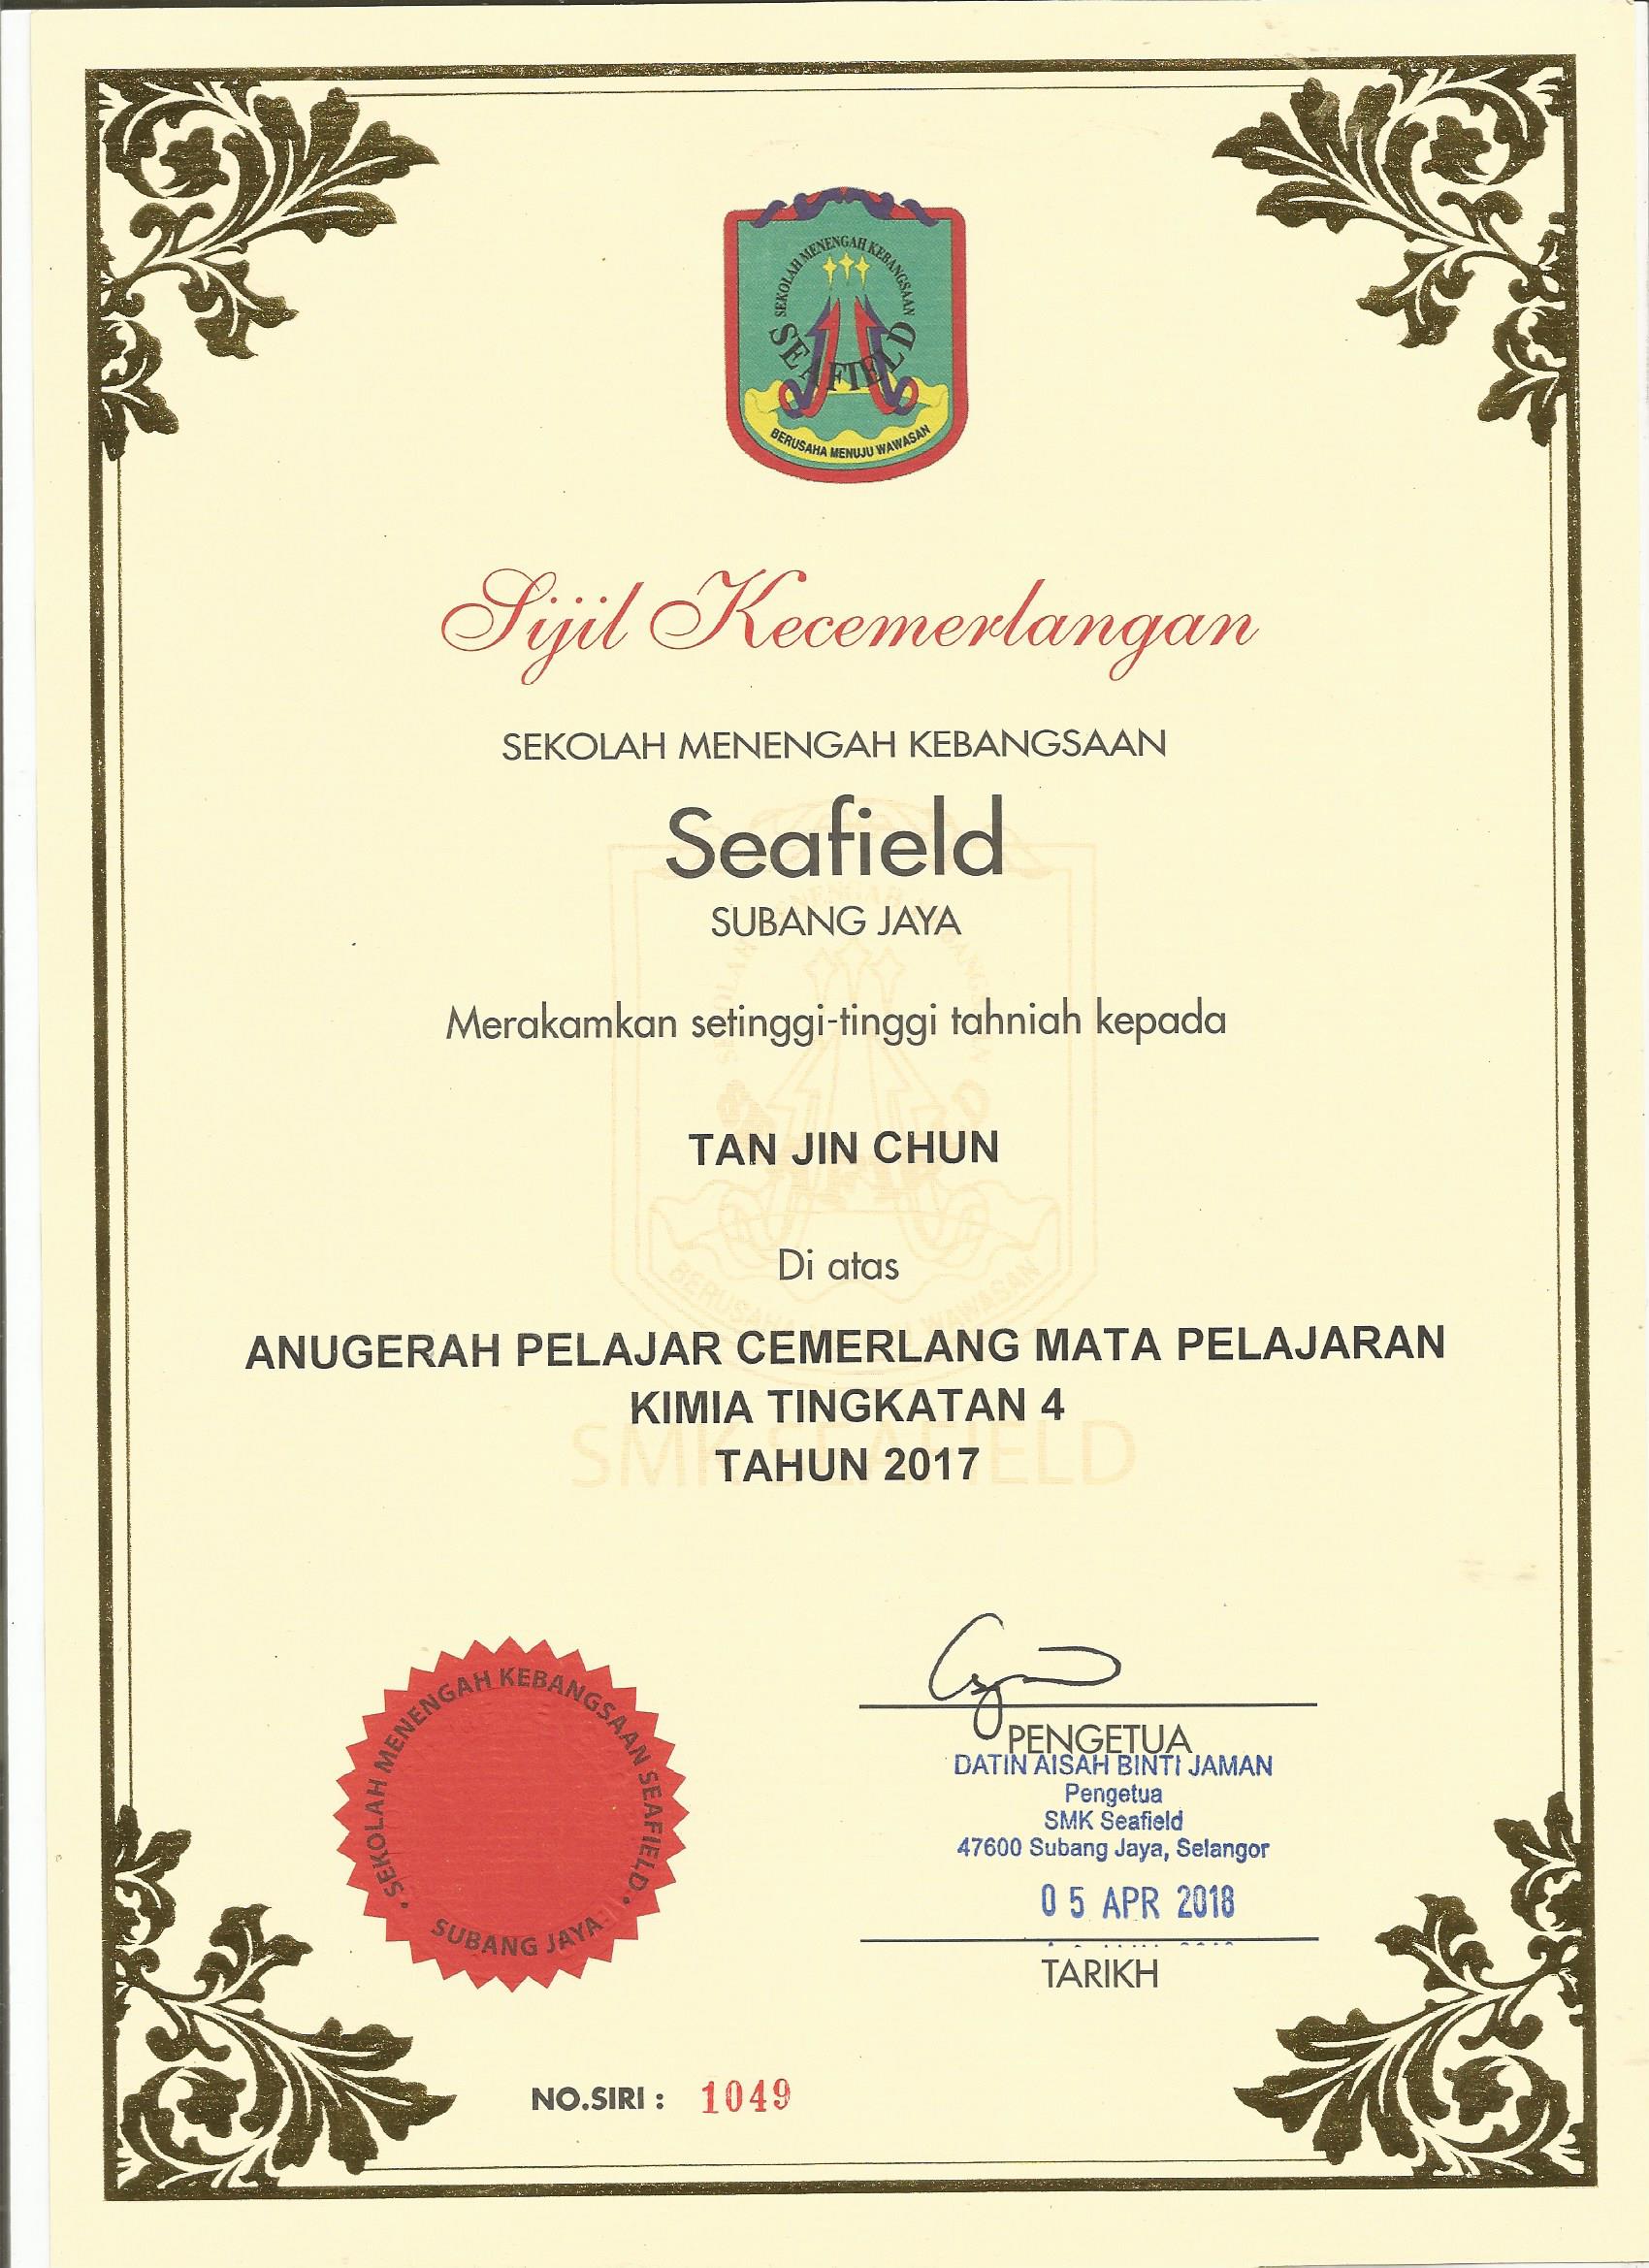 SEKOLAH MENENGAH KEBANGSAAN
SEAFIELD
BERUSAHA MENUJU WAWASAN
Sijil Kecemerlangan
SEKOLAH MENENGAH KEBANGSAAN
Seafield
SUBANG JAYA
Merakamkan setinggi-tinggi tahniah kepada
TAN JIN CHUN
Di atas
ANUGERAH PELAJAR CEMERLANG MATA PELAJARAN
KIMIA TINGKATAN 4
TAHUN 2017
SMK SEAFIELD
PENGETUA
DATIN AISAH BINTI JAMAN
Pengetua
SMK Seafield
47600 Subang Jaya, Selangor
05 APR 2018
TARIKH
• SEKOLAH MENENGAH KEBANGSAAN SEAFIELD •
SUBANG JAYA
NO.SIRI : 1049